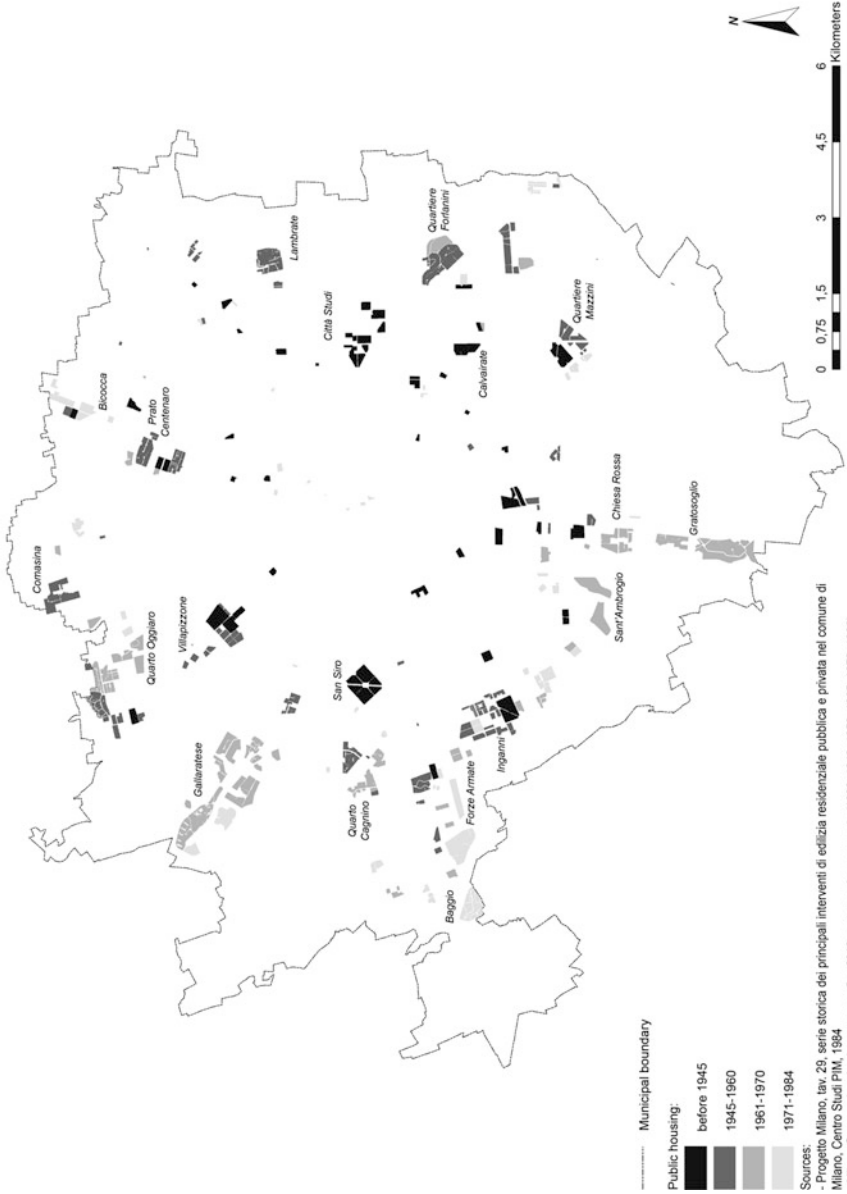 N
Bicocca
Prato
Centenaro
Comasina
Quarto Oggiaro
Villapizzone
Gallaratese
Lambrate
Città Studi
San Siro
Quarto
Cagnino
Quartiere
Forlanini
Calvairate
Forze Armate
Baggio
Inganni
Quartiere
Mazzini
Chiesa Rossa
Sant'Ambrogio
Gratosoglio
0 0,75 1,5 3 4,5 6
Kilometers
Municipal boundary
Public housing:
before 1945
1945-1960
1961-1970
1971-1984
Sources:
- Progetto Milano, tav. 29, serie storica dei principali interventi di edilizia residenziale pubblica e privata nel comune di
Milano, Centro Studi PIM, 1984